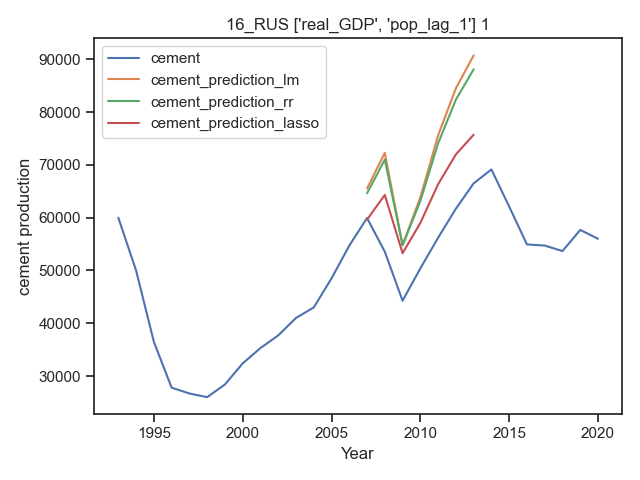 16_RUS ['real_GDP', 'pop_lag_1'] 1
cement
cement_prediction_lm
cement_prediction_rr
cement_prediction_lasso
90000
80000
70000
60000
50000
40000
30000
cement production
1995 2000 2005 2010 2015 2020
Year